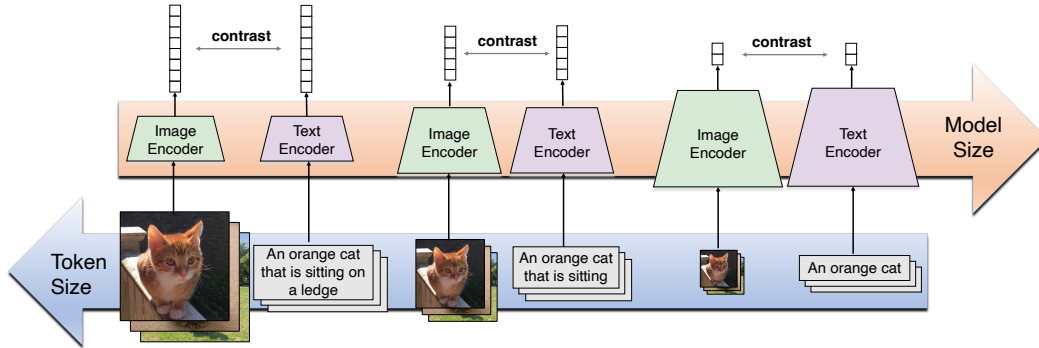 contrast
contrast
contrast
Image
Encoder
Text
Encoder
Image
Encoder
Text
Encoder
Image
Encoder
Text
Encoder
Model
Size
Token
Size
An orange cat
that is sitting on
a ledge
An orange cat
that is sitting
An orange cat